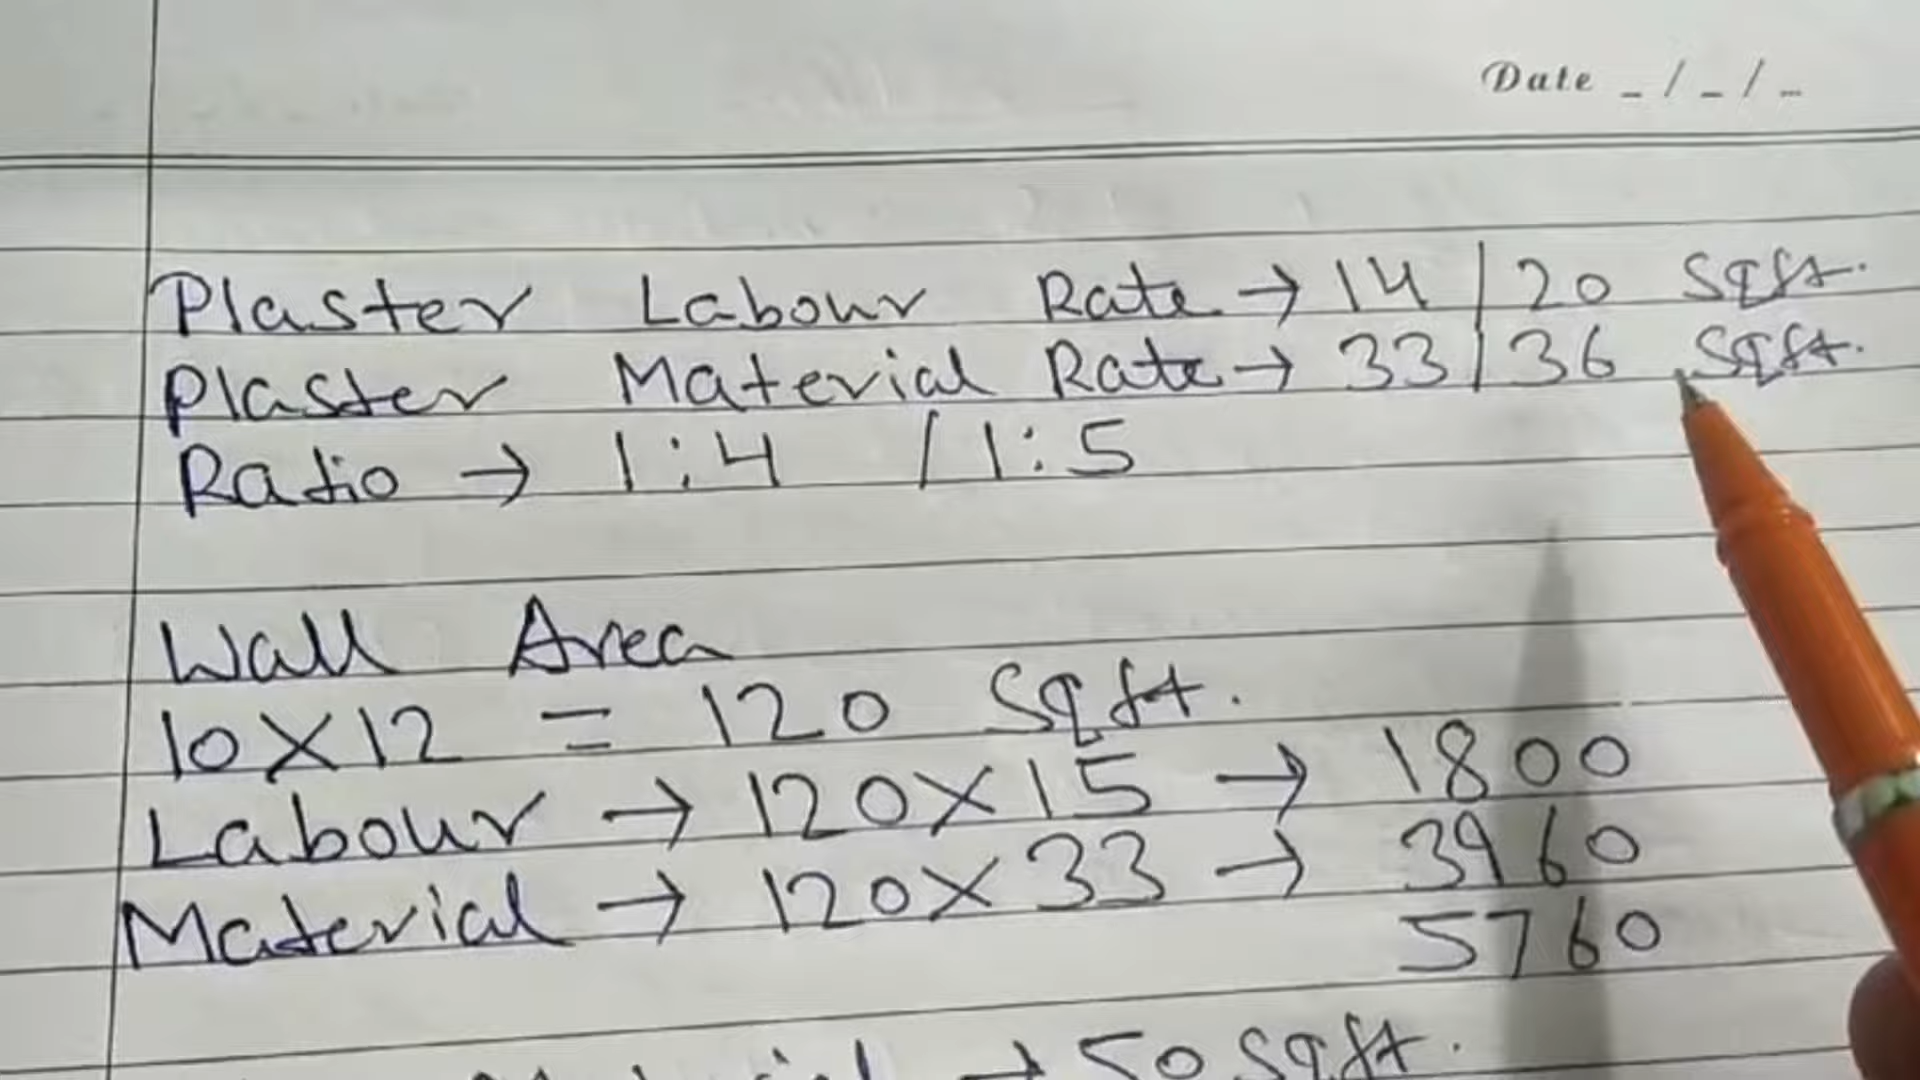 Date _ / _ / _
Plaster Labour Rate → 14 | 20 Sqft.
Plaster Material Rate → 33 | 36 Sqft.
Ratio → 1:4 / 1:5
Wall Area
10 X 12 = 120 Sqft.
Labour → 120 X 15 → 1800
Material → 120 X 33 → 3960
5760
→ 50 Sqft.